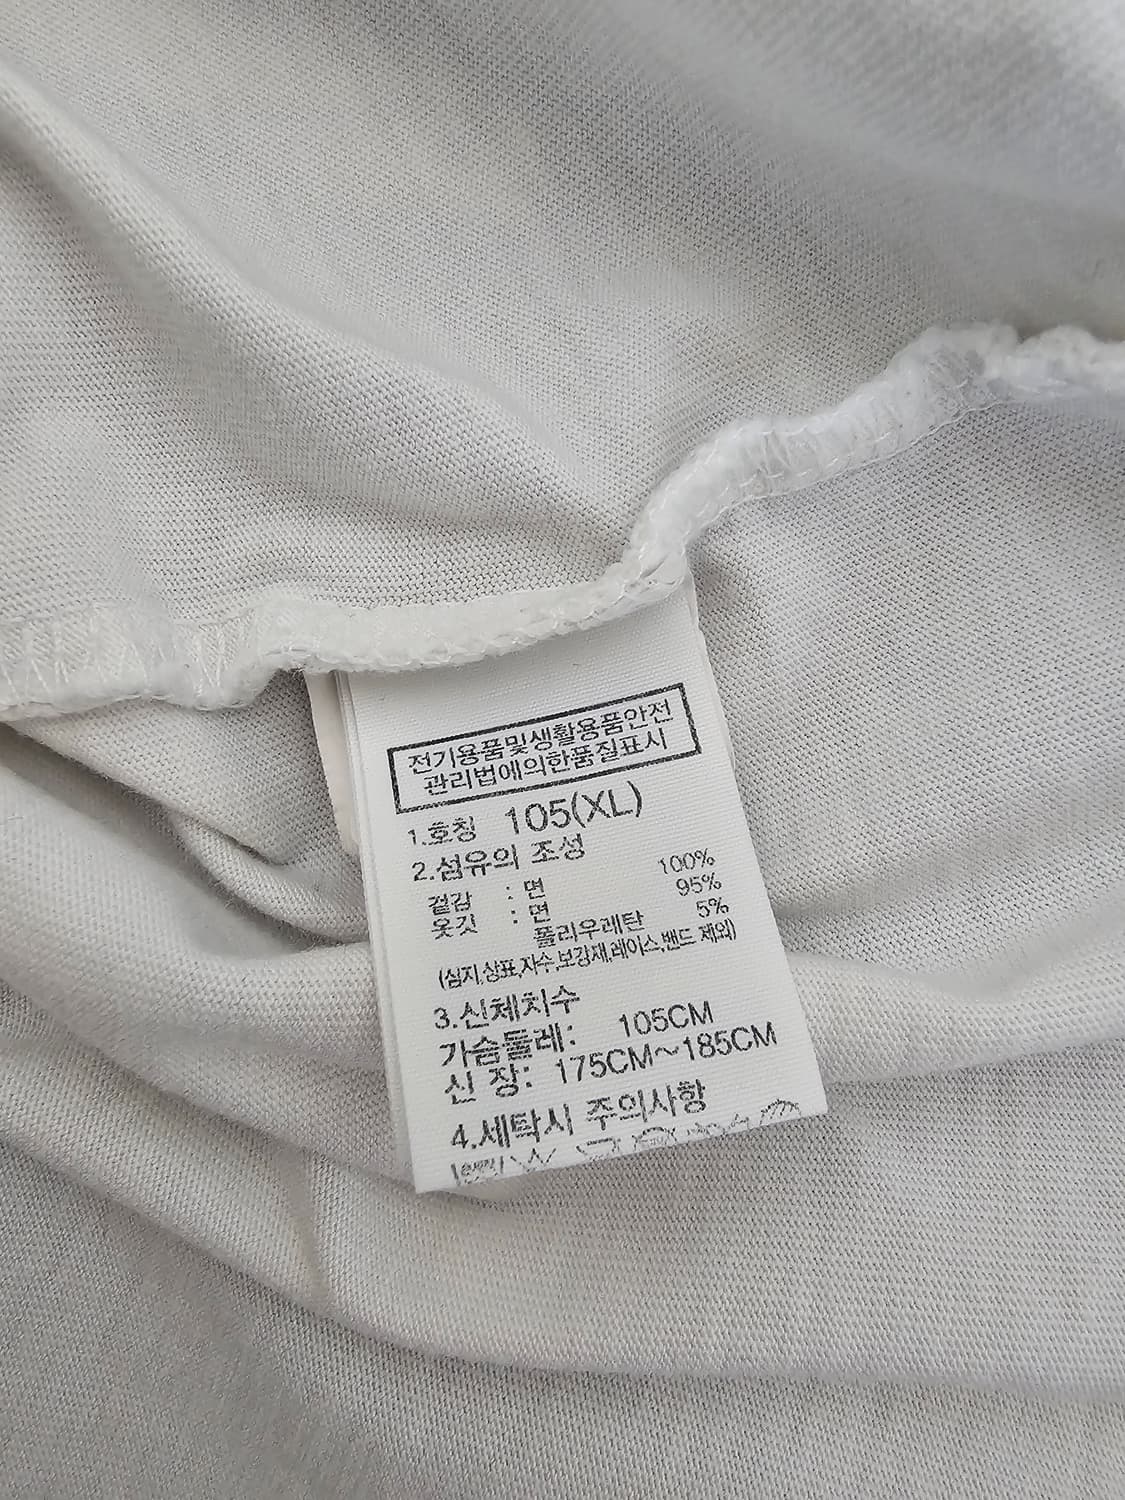 전기용품및생활용품안전
관리법에의한품질표시
1.호칭 105(XL)
2.섬유의 조성
겉감 : 면 100%
옷깃 : 면 95%
폴리우레탄 5%
(심지,상표,자수,보강재,레이스,밴드 제외)
3.신체치수
가슴둘레: 105CM
신 장: 175CM~185CM
4.세탁시 주의사항